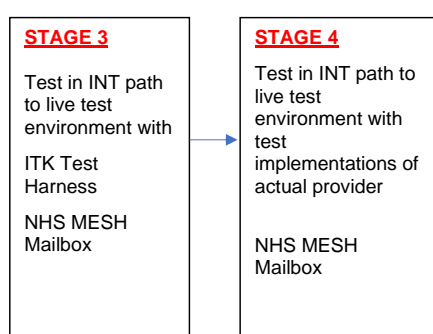 STAGE 3
Test in INT path
to live test
environment with
ITK Test
Harness
NHS MESH
Mailbox
STAGE 4
Test in INT path to
live test
environment with
test
implementations of
actual provider
NHS MESH
Mailbox